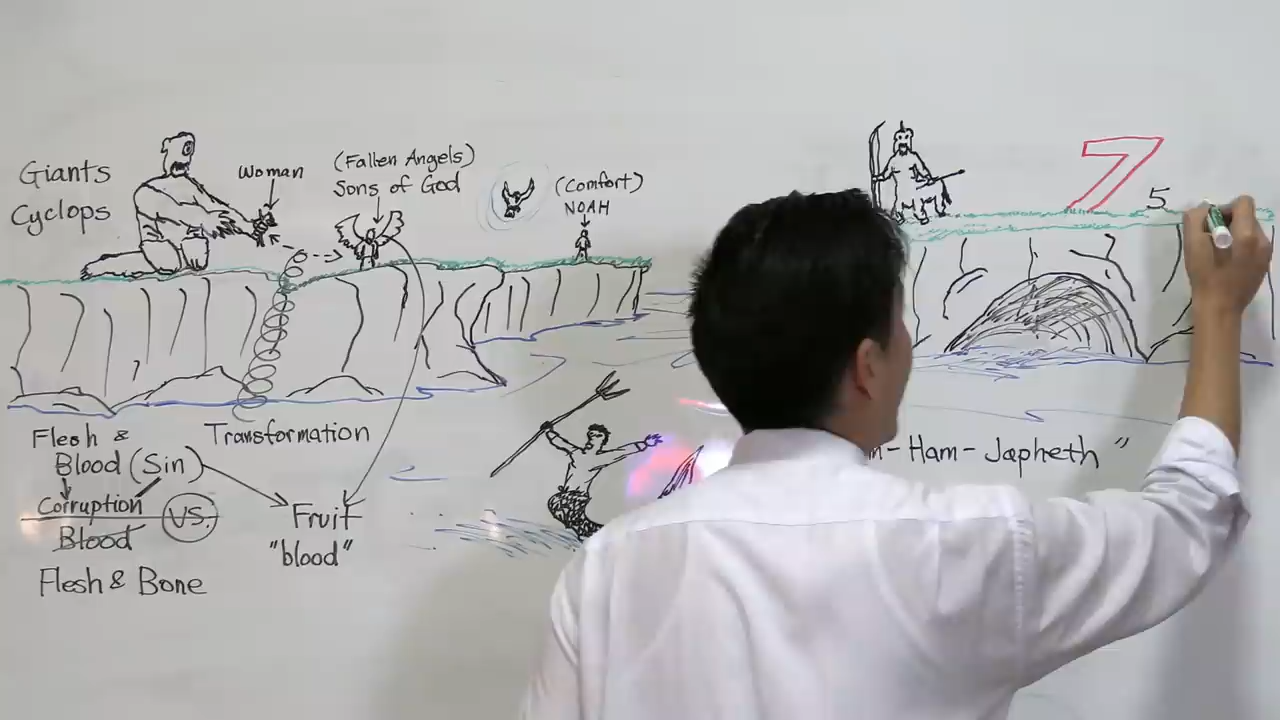 Giants
Cyclops
Woman
(Fallen Angels)
Sons of God
(Comfort)
NOAH
7
5
Flesh &
Blood (Sin)
Corruption
Blood
VS.
Flesh & Bone
Transformation
Fruit
"blood"
- Ham - Japheth"